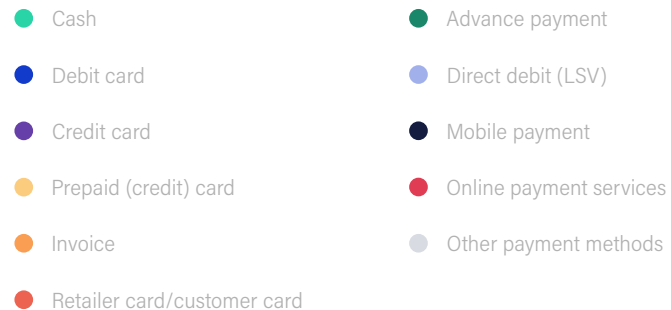 Cash
Debit card
Credit card
Prepaid (credit) card
Invoice
Retailer card/customer card
Advance payment
Direct debit (LSV)
Mobile payment
Online payment services
Other payment methods